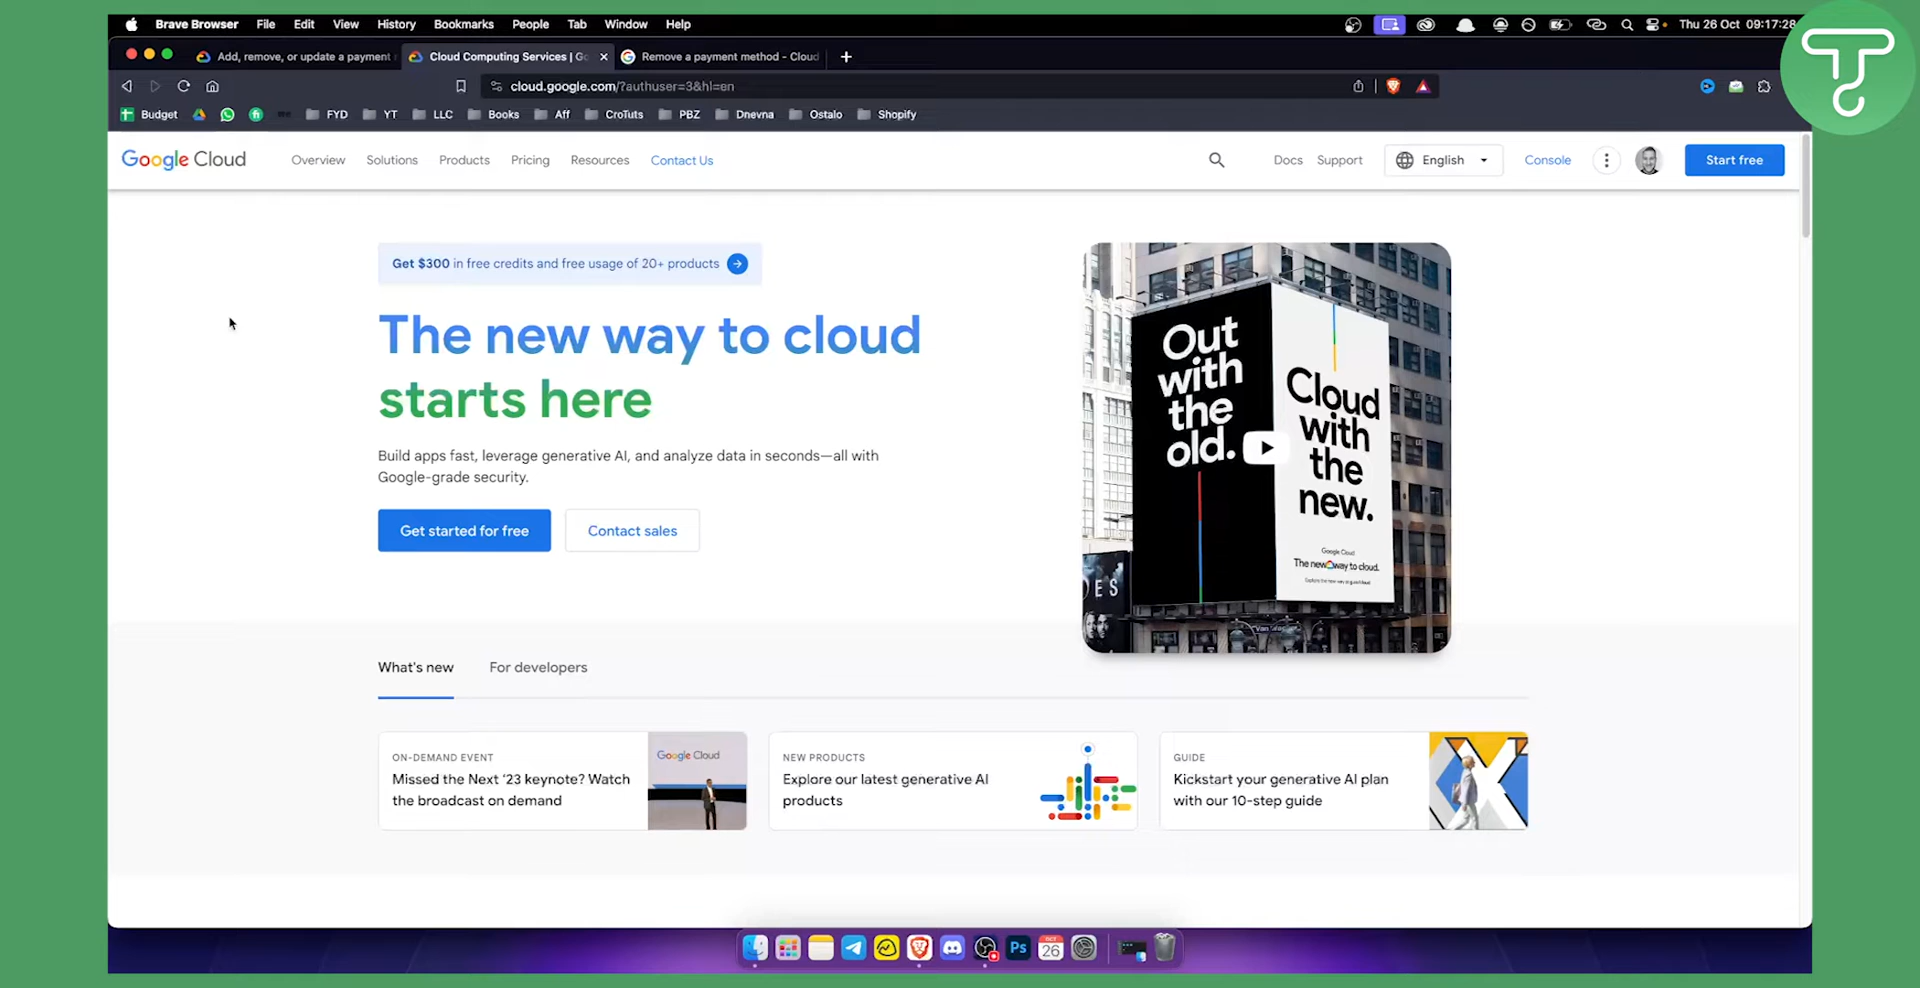 Brave Browser File Edit View History Bookmarks People Tab Window Help Thu 26 Oct 09:17:28
Add, remove, or update a payment Cloud Computing Services | Go Remove a payment method - Cloud
cloud.google.com/?authuser=3&hl=en
Budget FYD YT LLC Books Aff CroTuts PBZ Dnevna Ostalo Shopify
Google Cloud Overview Solutions Products Pricing Resources Contact Us Docs Support English Console Start free
Get $300 in free credits and free usage of 20+ products
The new way to cloud
starts here
Build apps fast, leverage generative AI, and analyze data in seconds—all with
Google-grade security.
Get started for free Contact sales
Out
with
the
old.
Cloud
with
the
new.
Google Cloud
The new way to cloud.
What's new For developers
ON-DEMAND EVENT
Missed the Next '23 keynote? Watch
the broadcast on demand
Google Cloud
NEW PRODUCTS
Explore our latest generative AI
products
GUIDE
Kickstart your generative AI plan
with our 10-step guide
Ps
OCT
26